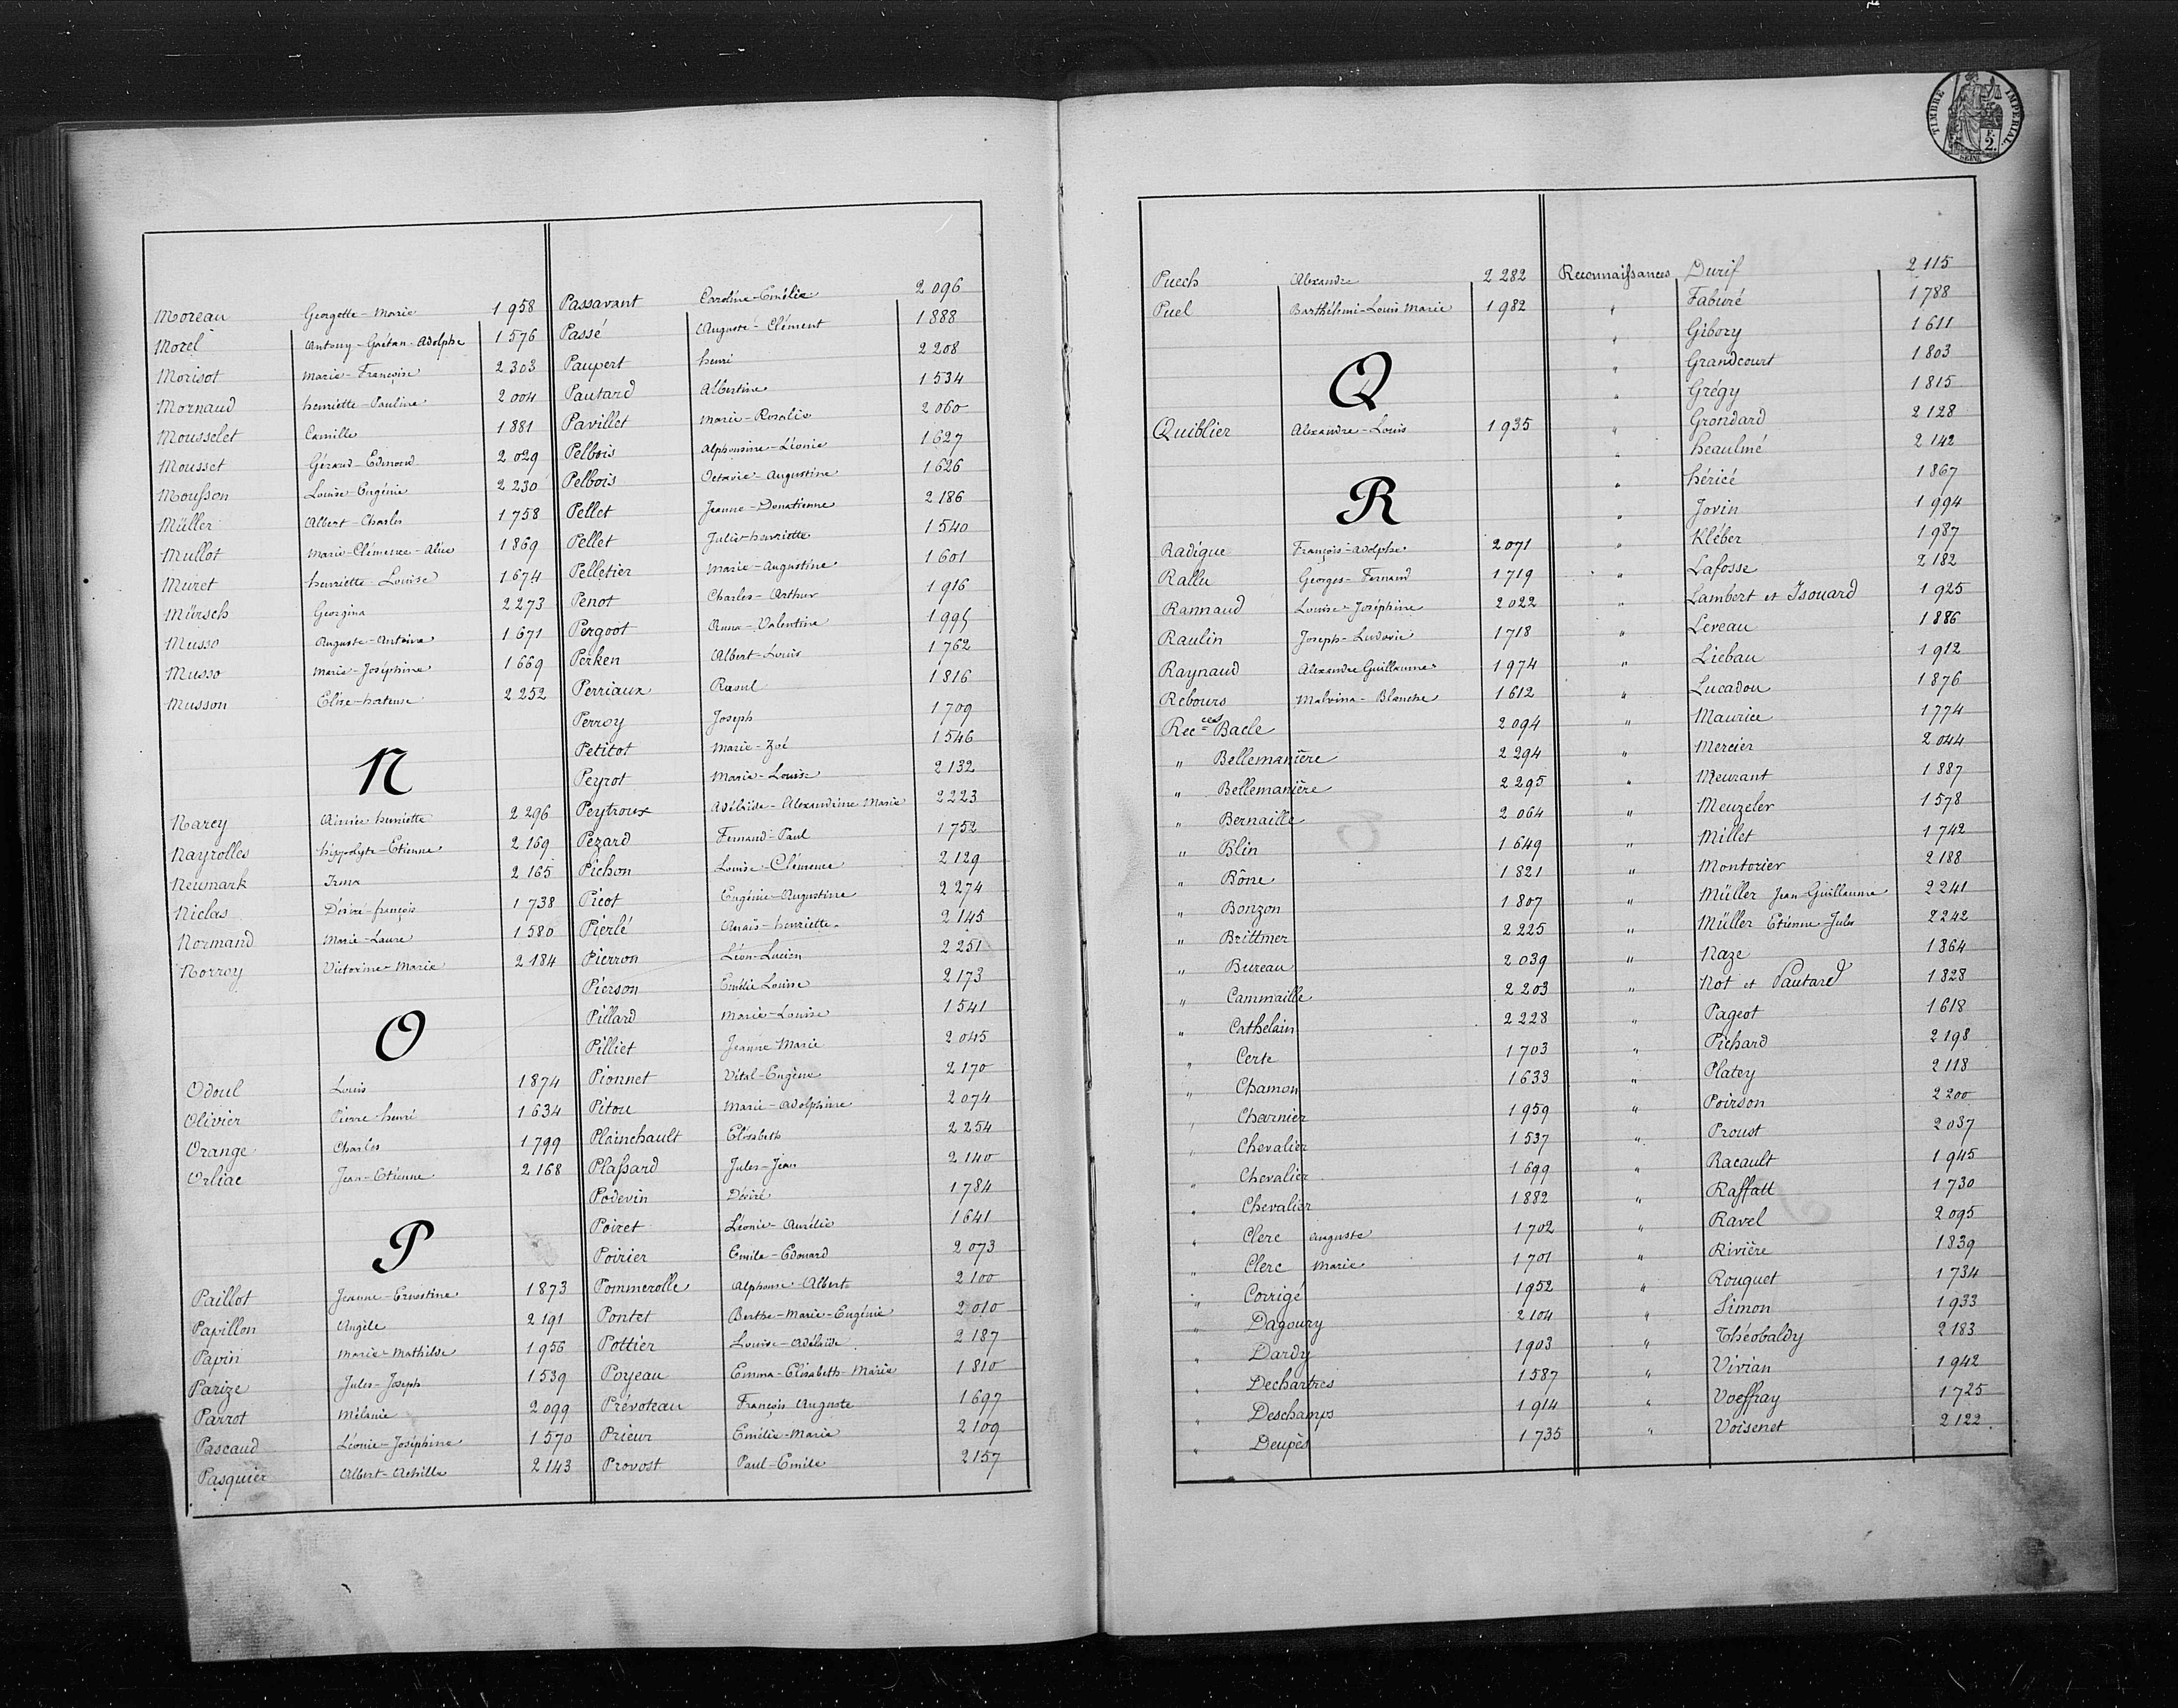 TIMBRE IMPERIAL
2.
SEINE
Moreau Georgette-Marie 1958
Morel Antony-Gaétan-Adolphe 1576
Morisot Marie-Françoise 2303
Mornaud henriette-Pauline 2004
Mousselet Camille 1881
Mousset Gérard-Edmond 2029
Mousson Louise Eugénie 2230
Müller Albert-Charles 1758
Mullot Marie-Clémence-Alice 1869
Muret henriette-Louise 1674
Mürsch Georgina 2273
Musso Auguste-Antoine 1671
Musso Marie-Joséphine 1669
Musson Elise-hortense 2252
N
Narcy Aimée henriette 2296
Nayrolles hippolyte-Etienne 2169
Neumark Irma 2165
Niclas Désiré-françois 1738
Normand Marie-Laure 1580
Norroy Victorine-Marie 2184
O
Odoul Louis 1874
Olivier Pierre-henri 1634
Orange Charles 1799
Orliac Jean-Etienne 2168
P
Paillot Jeanne-Ernestine 1873
Papillon Angèle 2191
Papin Marie-Mathilde 1956
Parize Jules-Joseph 1539
Parrot Mélanie 2099
Pascaud Léonie-Joséphine 1570
Pasquier Albert-Achille 2143
Passavant Caroline-Emélie 2096
Passé Auguste-Clément 1888
Paupert henri 2208
Pautard Albertine 1534
Pavillet Marie-Rosalie 2060
Pelbois Alphonsine-Léonie 1627
Pelbois Octavie-Augustine 1626
Pellet Jeanne-Donatienne 2186
Pellet Julie-henriette 1540
Pelletier Marie-Augustine 1601
Penot Charles-Arthur 1916
Pergoot Anna-Valentine 1995
Perken Albert-Louis 1762
Perriaux Raoul 1816
Perroy Joseph 1709
Petitot Marie-Zoé 1546
Peyrot Marie-Louise 2132
Peytroux Adélaïde-Alexandrine Marie 2223
Pezard Fernand-Paul 1752
Pichon Louise-Clémence 2129
Picot Eugénie-Augustine 2274
Pierlé Anaïs-henriette 2145
Pierron Léon-Lucien 2251
Pierson Emélie Louise 2173
Pillard Marie-Louise 1541
Pilliet Jeanne Marie 2045
Pionnet Vital-Eugène 2170
Pitou Marie-Adolphine 2074
Plainchault Elisabeth 2254
Plassard Jules-Jean 2140
Podevin Désiré 1784
Poiret Léonie-Aurélie 1641
Poirier Emile-Edouard 2073
Pommerolle Alphonse-Albert 2100
Pontet Berthe-Marie-Eugénie 2010
Pottier Louise-Adélaïde 2187
Poyeau Emma-Elisabeth-Marie 1810
Prévoteau François Auguste 1697
Prieur Emélie-Marie 2109
Provost Paul-Emile 2157
Puech Alexandre 2282
Puel Barthélemi-Louis Marie 1982
Q
Quiblier Alexandre-Louis 1935
R
Radigue François-Adolphe 2071
Rallu Georges-Fernand 1719
Rannaud Louise-Joséphine 2022
Raulin Joseph-Ludovic 1718
Raynaud Alexandre Guillaume 1974
Rebours Malvina-Blanche 1612
Recces Bacle 2094
" Bellemanière 2294
" Bellemanière 2295
" Bernaille 2064
" Blin 1649
" Bône 1821
" Bonzon 1807
" Brittmer 2225
" Bureau 2039
" Cammaille 2203
" Cathelain 2228
" Certe 1703
" Chamon 1633
" Charnier 1959
" Chevalier 1537
" Chevalier 1699
" Chevalier 1882
" Clerc auguste 1702
" Clerc Marie 1701
" Corrigé 1952
" Dagoury 2104
" Dardy 1903
" Dechartres 1587
" Deschamps 1914
" Deupès 1735
Reconnaissances Durif 2115
" Faburé 1788
" Gibory 1611
" Grandcourt 1803
" Grégy 1815
" Grondard 2128
" heaulmé 2142
" héricé 1867
" Jovin 1994
" Kléber 1987
" Lafosse 2182
" Lambert et Isouard 1925
" Leveau 1886
" Liebau 1912
" Lucadou 1876
" Maurice 1774
" Mercier 2044
" Meurant 1887
" Meuzeler 1578
" Millet 1742
" Montorier 2188
" Müller Jean Guillaume 2241
" Müller Etienne Jules 2242
" Naze 1864
" Not et Pautard 1828
" Pageot 1618
" Pichard 2198
" Platey 2118
" Poirson 2200
" Proust 2037
" Racault 1945
" Raffatt 1730
" Ravel 2095
" Rivière 1839
" Rouquet 1734
" Simon 1933
" Théobaldy 2183
" Vivian 1942
" Voeffray 1725
" Voisenet 2122